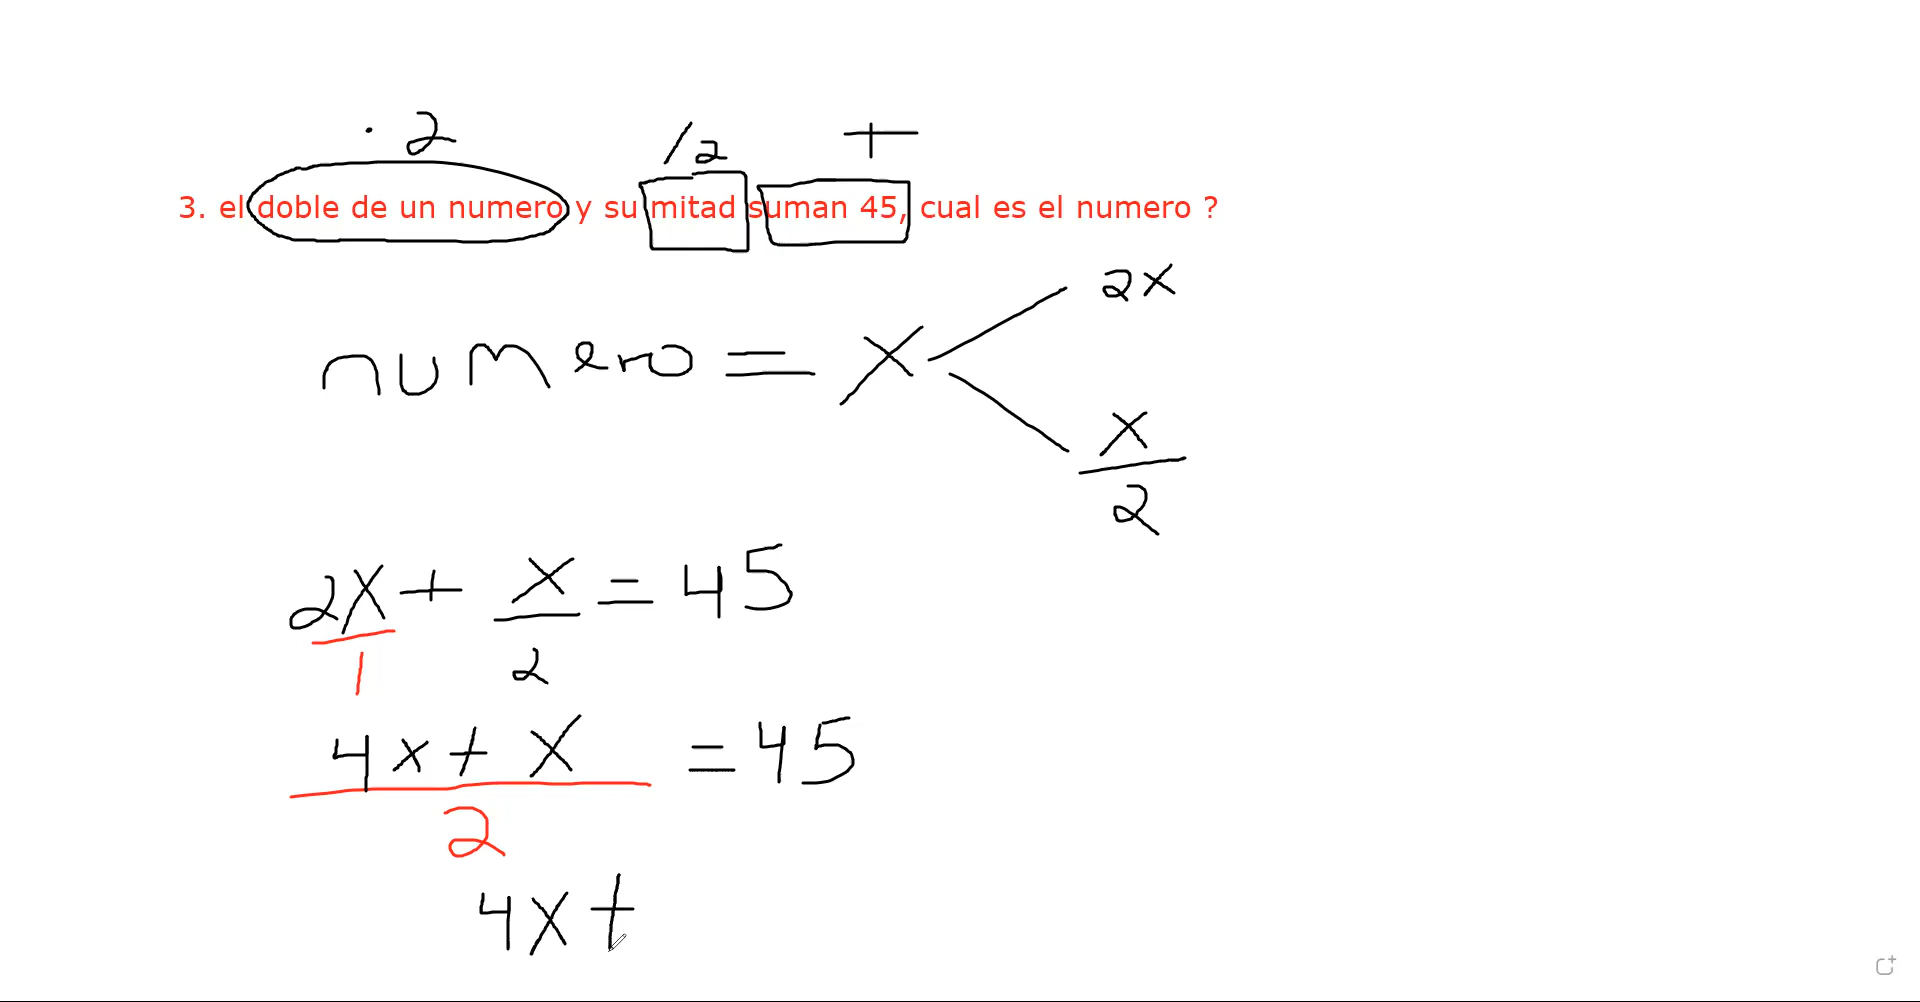 · 2 /2 +
3. el doble de un numero y su mitad suman 45, cual es el numero ?
2x
numero = x
x
2
2x + x = 45
1 2
4x + x = 45
2
4x +